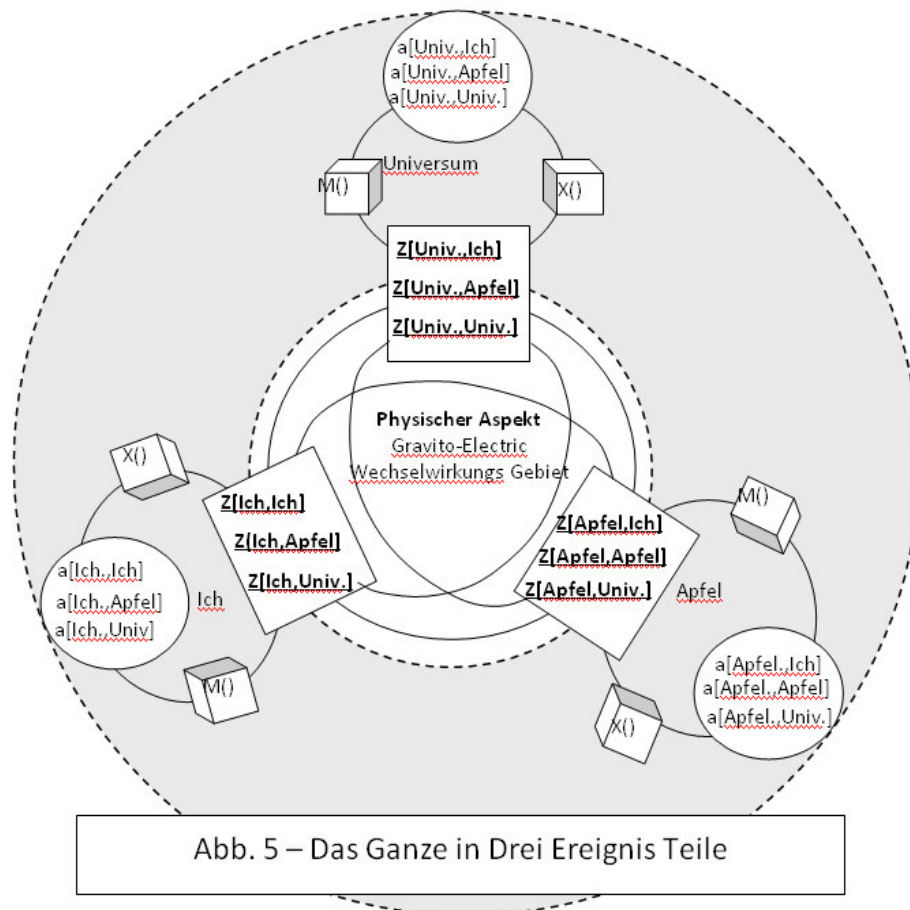 a[Univ.,Ich]
a[Univ.,Apfel]
a[Univ.,Univ.]
Universum
M()
X()
Z[Univ.,Ich]
Z[Univ.,Apfel]
Z[Univ.,Univ.]
Physischer Aspekt
Gravito-Electric
Wechselwirkungs Gebiet
X()
Z[Ich,Ich]
Z(Ich,Apfel]
Z[Ich,Univ.]
a[Ich.,Ich]
a[Ich.,Apfel]
a[Ich.,Univ]
Ich
M()
M()
Z[Apfel,Ich]
Z[Apfel,Apfel]
Z[Apfel,Univ.]
Apfel
a[Apfel.,Ich]
a[Apfel.,Apfel]
a[Apfel.,Univ.]
X()
Abb. 5 – Das Ganze in Drei Ereignis Teile